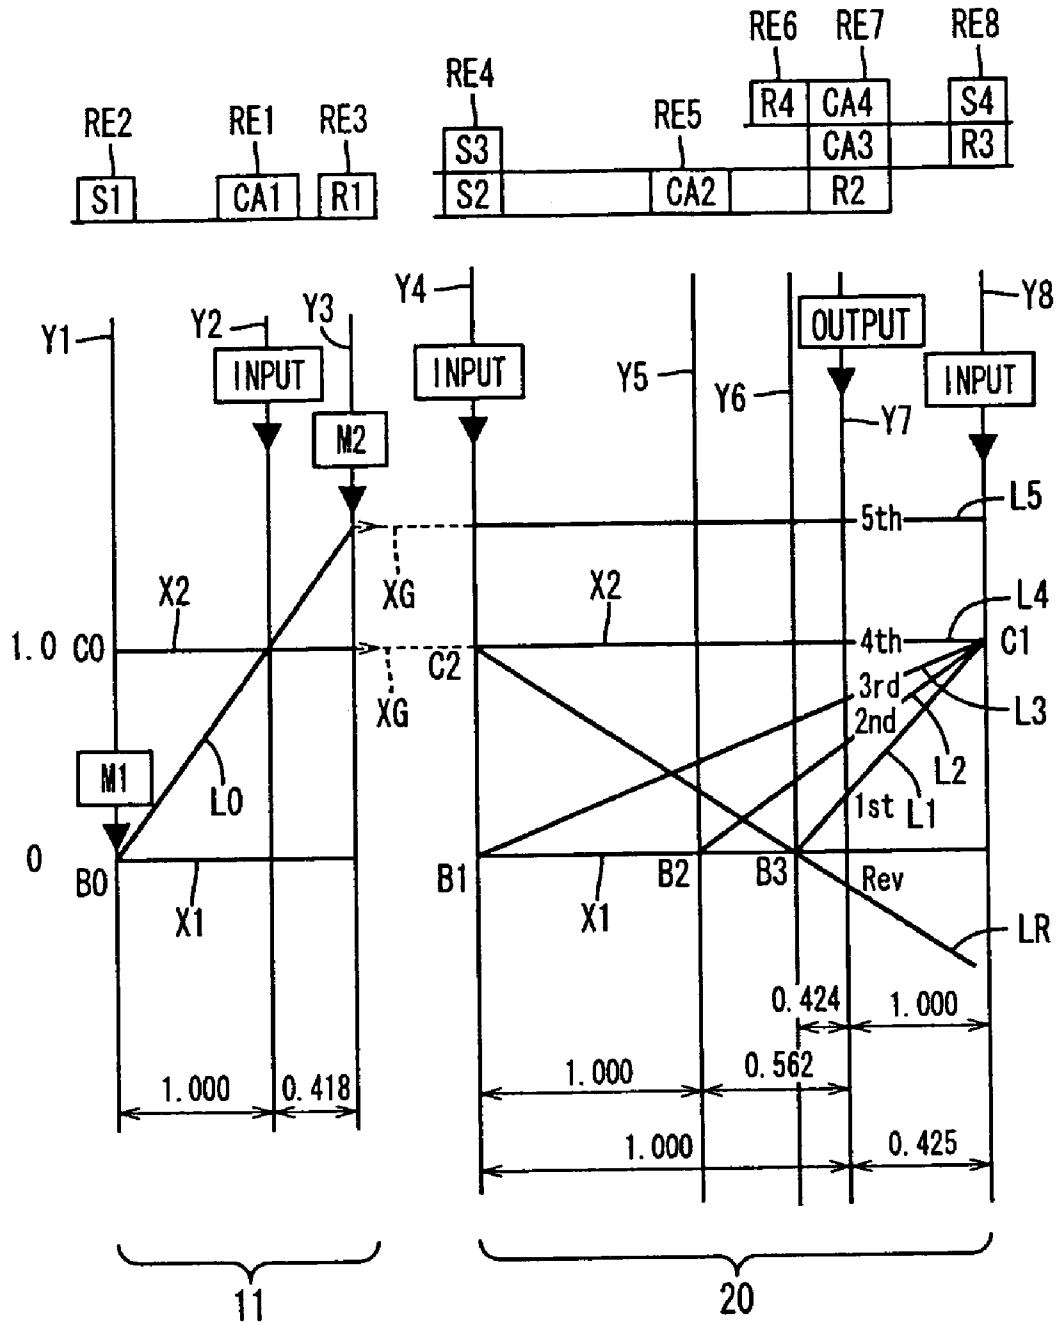 RE6 RE7 RE8
RE4
R4 CA4 S4
RE2 RE1 RE3 RE5
S3 CA3 R3
S1 CA1 R1 S2 CA2 R2
Y4 Y8
Y1 Y2 Y3
OUTPUT
INPUT INPUT Y5 Y6 INPUT
M2 Y7
5th L5
XG
X2 X2 L4
1.0 C0 C2 4th C1
XG 3rd L3
2nd
M1 L0 L2
1st L1
0
B0 B1 B2 B3 Rev
X1 X1 LR
0.424 1.000
1.000 0.418 1.000 0.562
1.000 0.425
11 20